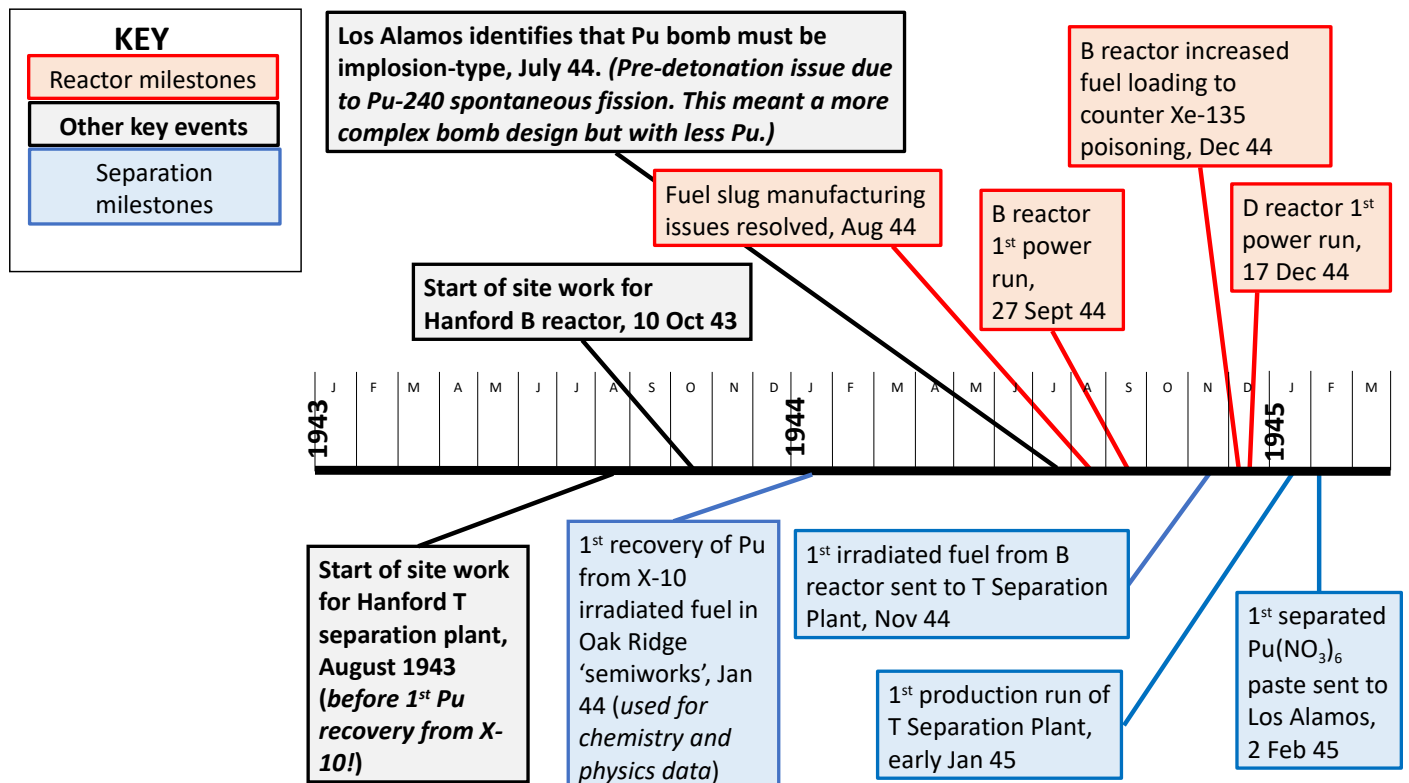 KEY
Reactor milestones
Other key events
Separation
milestones
Los Alamos identifies that Pu bomb must be
implosion-type, July 44. (Pre-detonation issue due
to Pu-240 spontaneous fission. This meant a more
complex bomb design but with less Pu.)
B reactor increased
fuel loading to
counter Xe-135
poisoning, Dec 44
Fuel slug manufacturing
issues resolved, Aug 44
B reactor
1st power
run,
27 Sept 44
D reactor 1st
power run,
17 Dec 44
Start of site work for
Hanford B reactor, 10 Oct 43
J F M A M J J A S O N D J F M A M J J A S O N D J F M
1943
1944
1945
Start of site work
for Hanford T
separation plant,
August 1943
(before 1st Pu
recovery from X-
10!)
1st recovery of Pu
from X-10
irradiated fuel in
Oak Ridge
‘semiworks’, Jan
44 (used for
chemistry and
physics data)
1st irradiated fuel from B
reactor sent to T Separation
Plant, Nov 44
1st production run of
T Separation Plant,
early Jan 45
1st separated
Pu(NO3)6
paste sent to
Los Alamos,
2 Feb 45